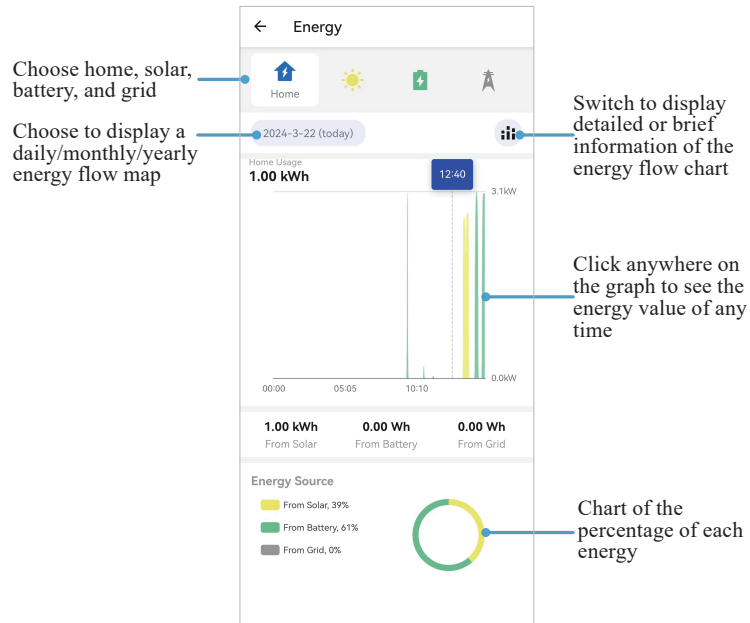 Energy
Choose home, solar,
battery, and grid
Home
Choose to display a
daily/monthly/yearly
energy flow map
2024-3-22 (today)
Switch to display
detailed or brief
information of the
energy flow chart
Home Usage
1.00 kWh
12:40
3.1kW
Click anywhere on
the graph to see the
energy value of any
time
0.0kW
00:00 05:05 10:10
1.00 kWh 0.00 Wh 0.00 Wh
From Solar From Battery From Grid
Energy Source
From Solar, 39%
From Battery, 61%
From Grid, 0%
Chart of the
percentage of each
energy